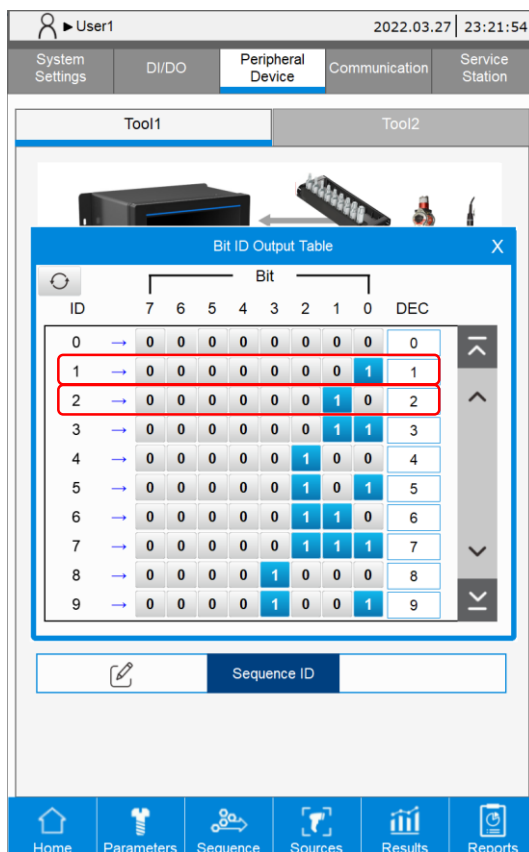 ►User1 2022.03.27 23:21:54
System Settings DI/DO Peripheral Device Communication Service Station
Tool1 Tool2
Bit ID Output Table X
Bit
ID 7 6 5 4 3 2 1 0 DEC
0 → 0 0 0 0 0 0 0 0 0
1 → 0 0 0 0 0 0 0 1 1
2 → 0 0 0 0 0 0 1 0 2
3 → 0 0 0 0 0 0 1 1 3
4 → 0 0 0 0 0 1 0 0 4
5 → 0 0 0 0 0 1 0 1 5
6 → 0 0 0 0 0 1 1 0 6
7 → 0 0 0 0 0 1 1 1 7
8 → 0 0 0 0 1 0 0 0 8
9 → 0 0 0 0 1 0 0 1 9
Sequence ID
Home Parameters Sequence Sources Results Reports